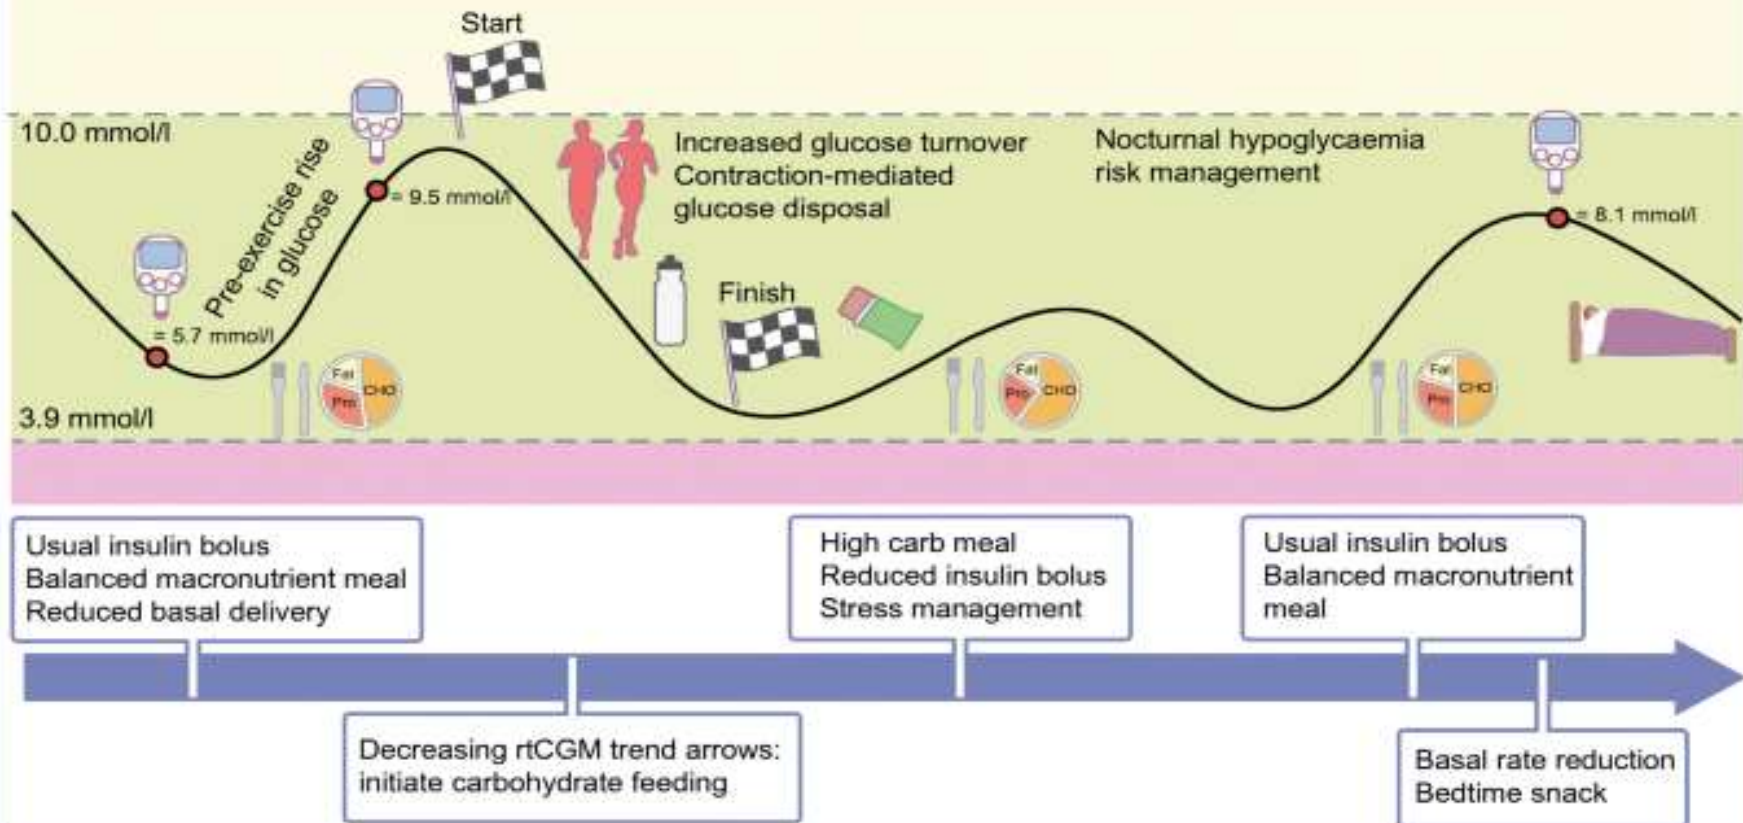 Start
10.0 mmol/l
Pre-exercise rise
in glucose
= 9.5 mmol/l
Increased glucose turnover
Contraction-mediated
glucose disposal
Nocturnal hypoglycaemia
risk management
= 8.1 mmol/l
= 5.7 mmol/l
Finish
Fat
CHO
Pro
Fat
CHO
Pro
Fat
CHO
Pro
3.9 mmol/l
Usual insulin bolus
Balanced macronutrient meal
Reduced basal delivery
High carb meal
Reduced insulin bolus
Stress management
Usual insulin bolus
Balanced macronutrient
meal
Decreasing rtCGM trend arrows:
initiate carbohydrate feeding
Basal rate reduction
Bedtime snack